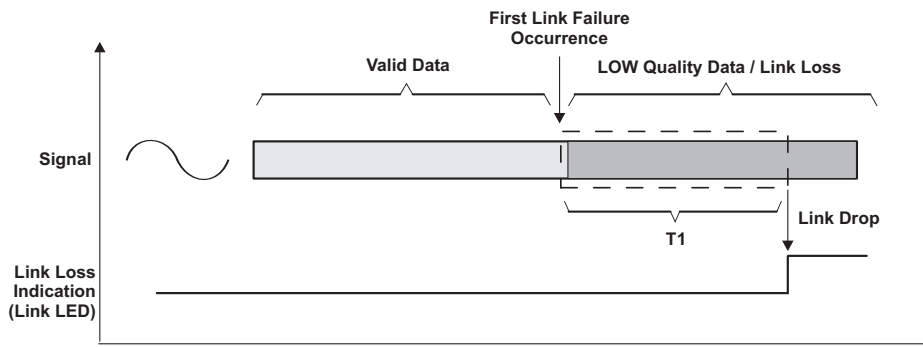 First Link Failure
Occurrence
Valid Data
LOW Quality Data / Link Loss
Signal
T1
Link Drop
Link Loss
Indication
(Link LED)